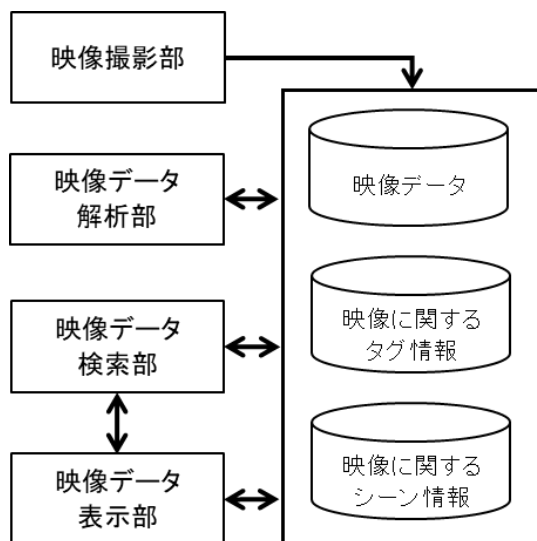 映像撮影部
映像データ
解析部
映像データ
検索部
映像データ
表示部
映像データ
映像に関する
タグ情報
映像に関する
シーン情報